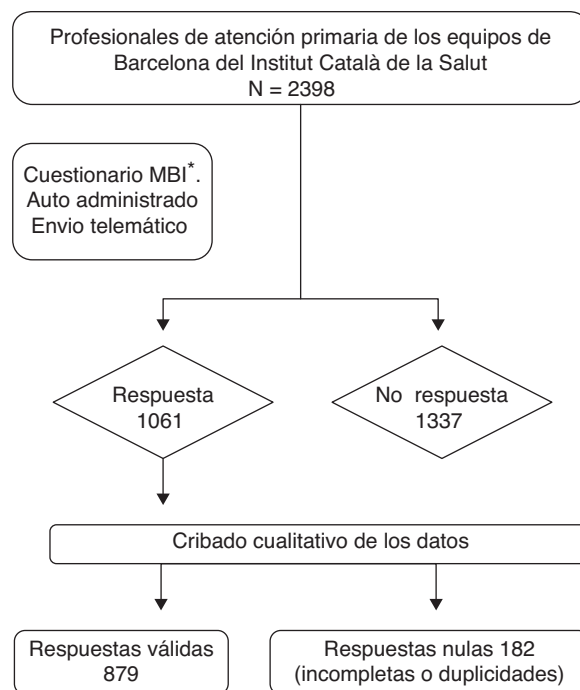 Profesionales de atención primaria de los equipos de
Barcelona del Institut Català de la Salut
N = 2398
Cuestionario MBI*.
Auto administrado
Envio telemático
Respuesta
1061
No respuesta
1337
Cribado cualitativo de los datos
Respuestas válidas
879
Respuestas nulas 182
(incompletas o duplicidades)